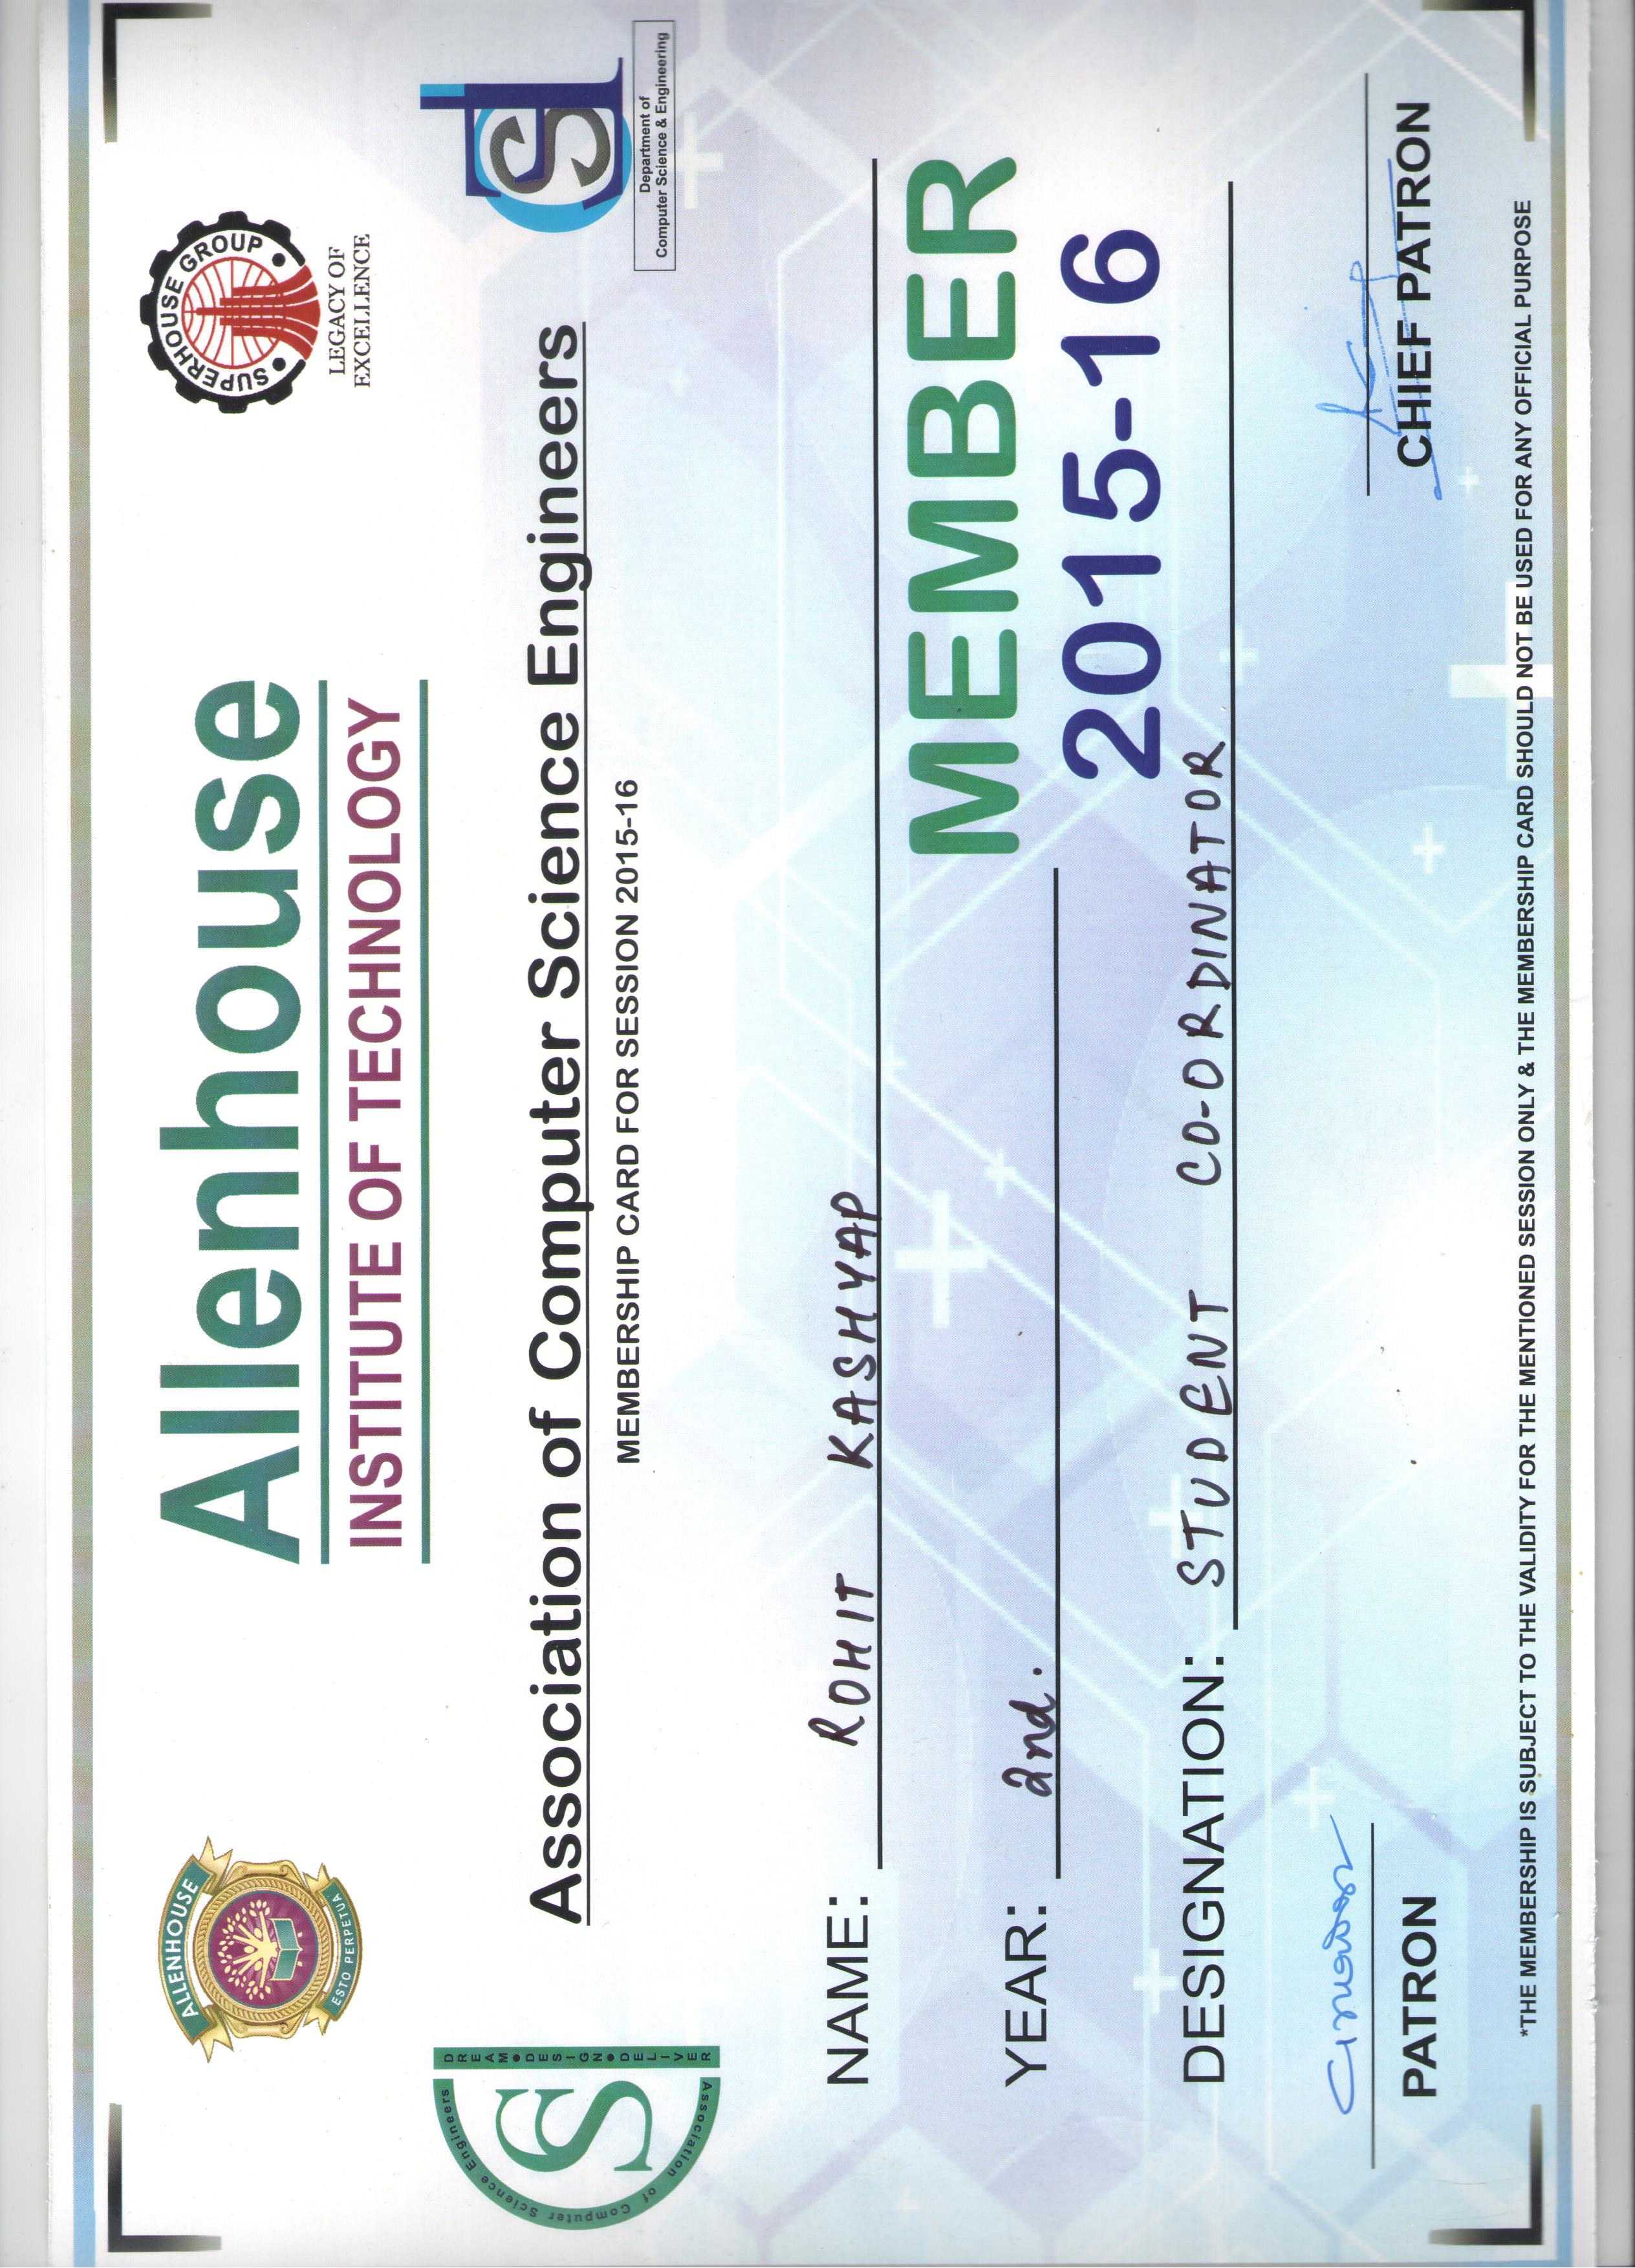 ALLENHOUSE
ESTO PERPETUA
Allenhouse
INSTITUTE OF TECHNOLOGY
SUPERHOUSE GROUP
LEGACY OF
EXCELLENCE
Association of Computer Science Engineers
DREAM•DESIGN•DELIVER
CS
Association of Computer Science Engineers
MEMBERSHIP CARD FOR SESSION 2015-16
Department of
Computer Science & Engineering
NAME: ROHIT KASHYAP
MEMBER
YEAR: 2nd.
2015-16
DESIGNATION: STUDENT CO-ORDINATOR
PATRON
CHIEF PATRON
*THE MEMBERSHIP IS SUBJECT TO THE VALIDITY FOR THE MENTIONED SESSION ONLY & THE MEMBERSHIP CARD SHOULD NOT BE USED FOR ANY OFFICIAL PURPOSE